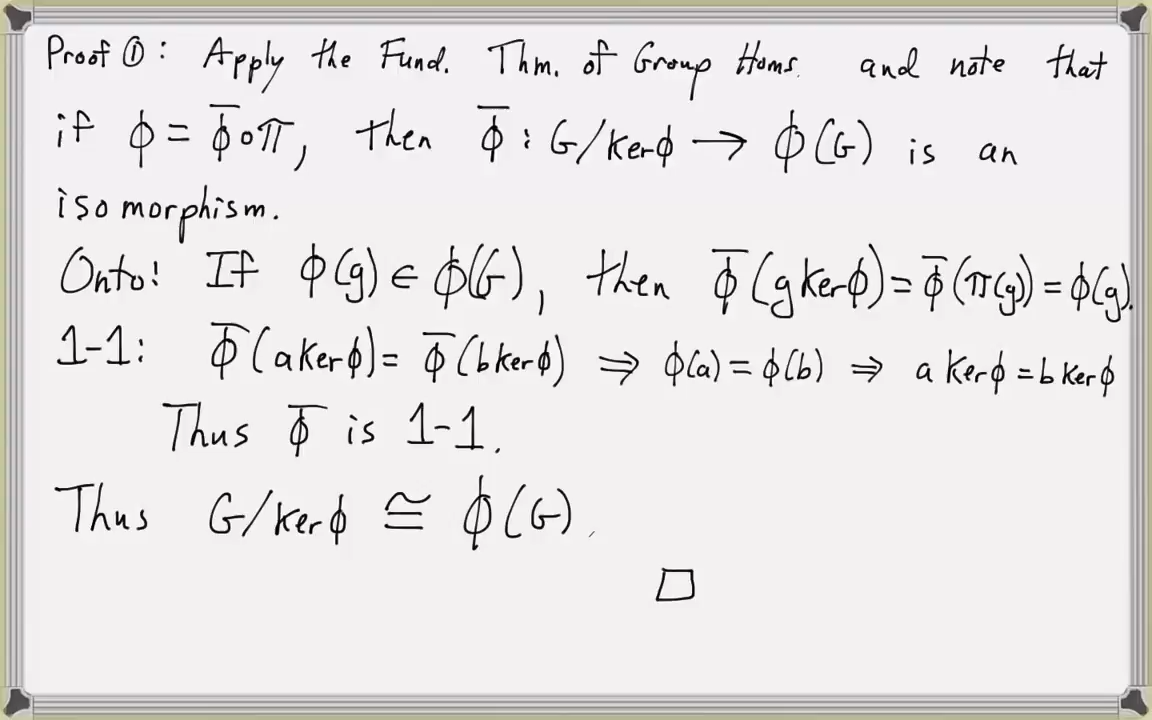 Proof ①: Apply the Fund. Thm. of Group Homs. and note that
if ϕ = ϕ̅∘π, then ϕ̅ : G/kerϕ → ϕ(G) is an
isomorphism.
Onto: If ϕ(g) ∈ ϕ(G), then ϕ̅(g kerϕ) = ϕ̅(π(g)) = ϕ(g).
1-1: ϕ̅(a kerϕ) = ϕ̅(b kerϕ) ⇒ ϕ(a) = ϕ(b) ⇒ a kerϕ = b kerϕ
Thus ϕ̅ is 1-1.
Thus G/kerϕ ≅ ϕ(G).
□